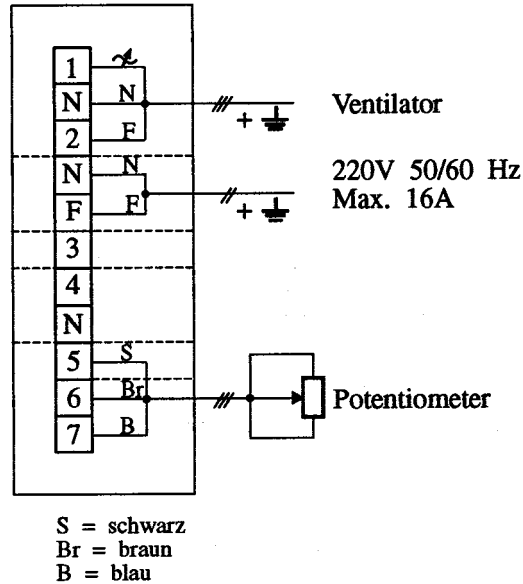 1
N N Ventilator
2 F
N N 220V 50/60 Hz
F F Max. 16A
3
4
N
5 S
6 Br Potentiometer
7 B
S = schwarz
Br = braun
B = blau